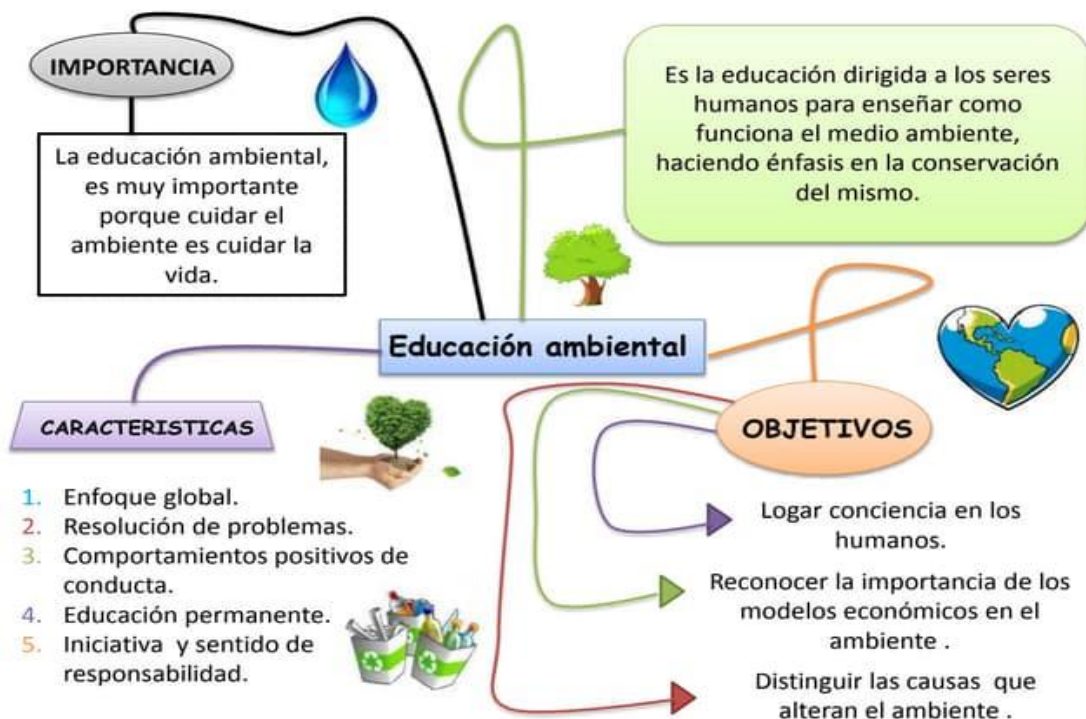 IMPORTANCIA
La educación ambiental,
es muy importante
porque cuidar el
ambiente es cuidar la
vida.
Es la educación dirigida a los seres
humanos para enseñar como
funciona el medio ambiente,
haciendo énfasis en la conservación
del mismo.
Educación ambiental
CARACTERISTICAS
1. Enfoque global.
2. Resolución de problemas.
3. Comportamientos positivos de
conducta.
4. Educación permanente.
5. Iniciativa y sentido de
responsabilidad.
OBJETIVOS
Logar conciencia en los
humanos.
Reconocer la importancia de los
modelos económicos en el
ambiente .
Distinguir las causas que
alteran el ambiente .